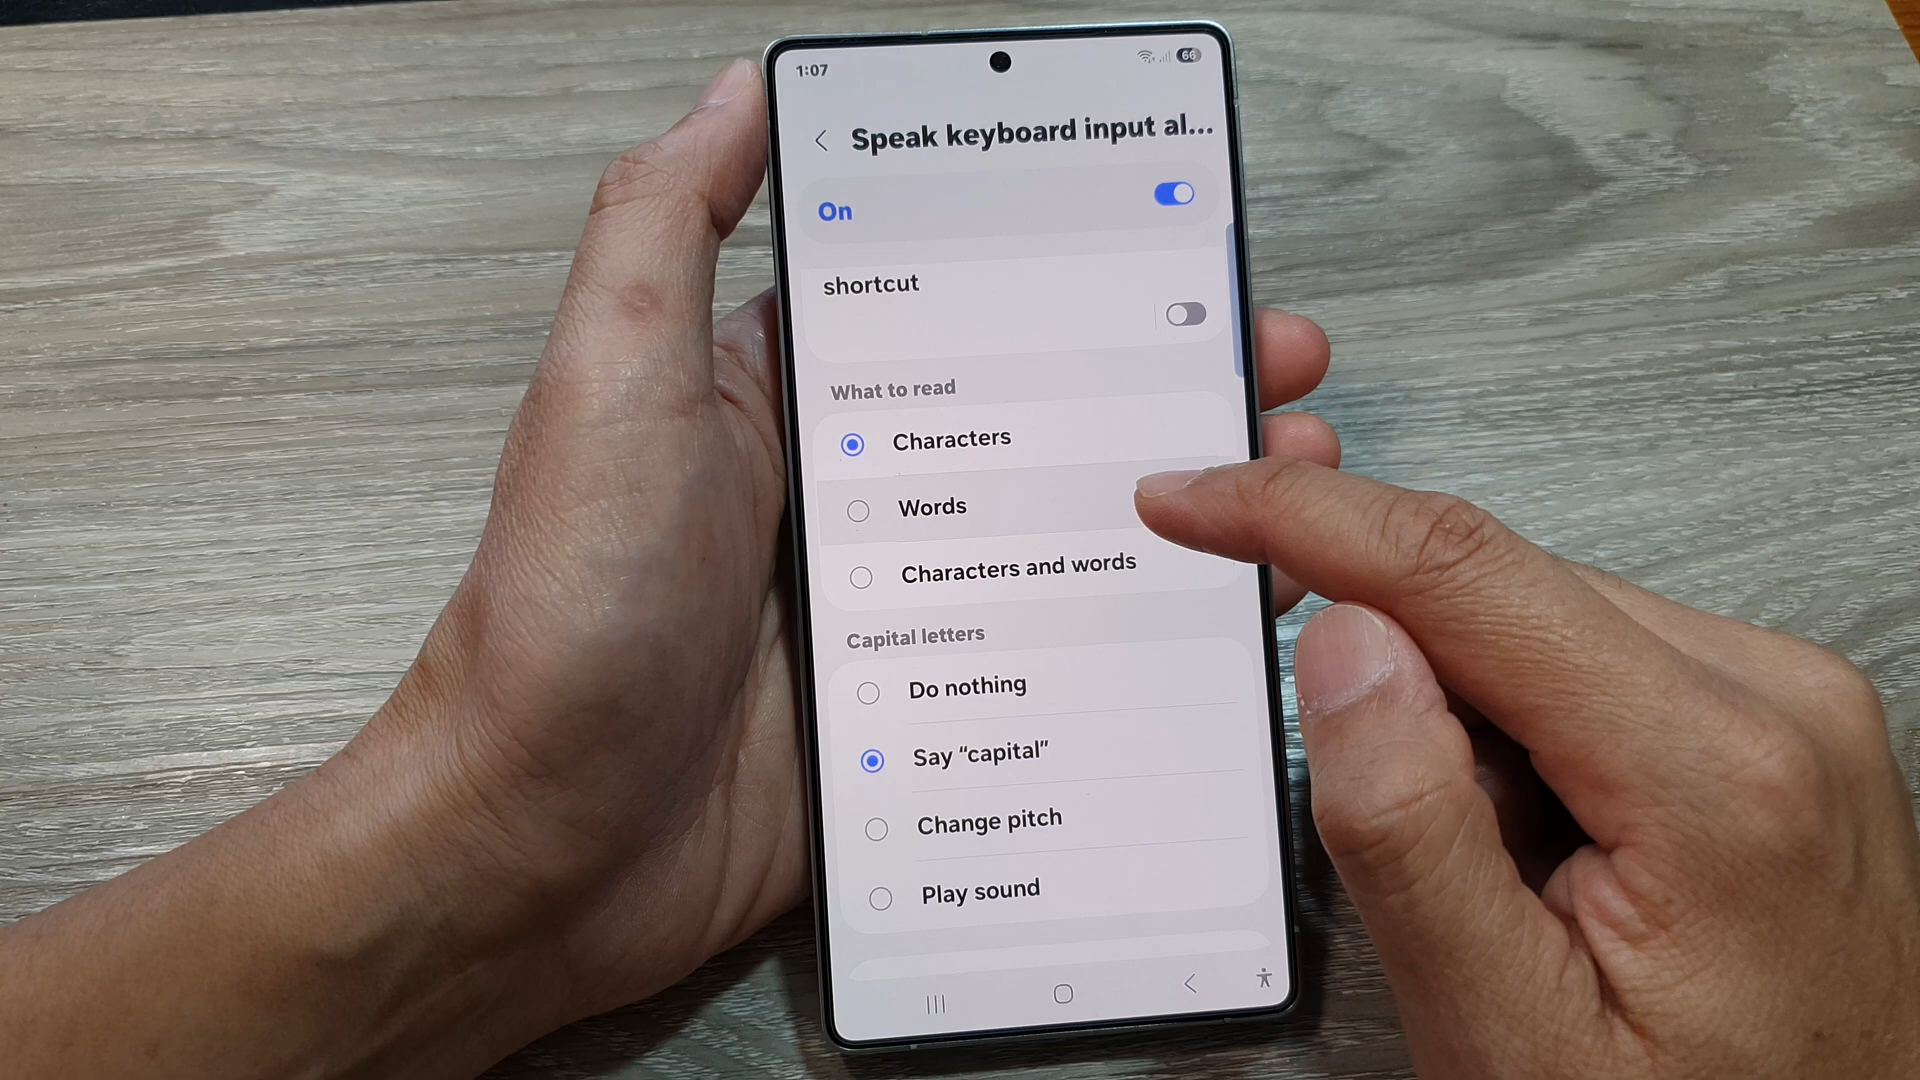 1:07
66
Speak keyboard input al...
On
shortcut
What to read
Characters
Words
Characters and words
Capital letters
Do nothing
Say “capital”
Change pitch
Play sound